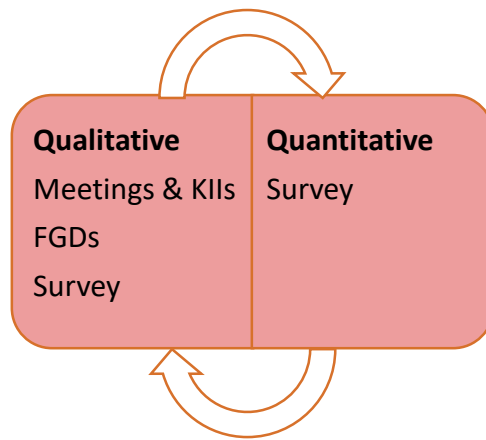 Qualitative
Meetings & KIIs
FGDs
Survey
Quantitative
Survey